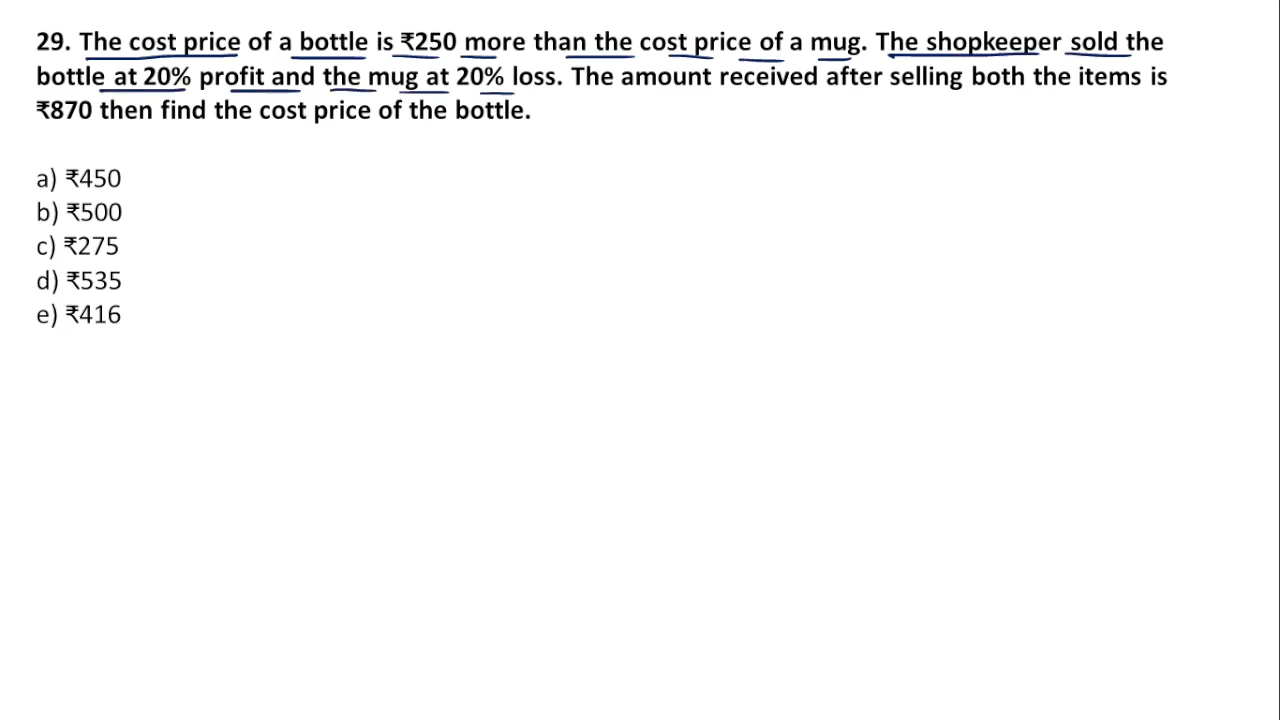 29. The cost price of a bottle is ₹250 more than the cost price of a mug. The shopkeeper sold the
bottle at 20% profit and the mug at 20% loss. The amount received after selling both the items is
₹870 then find the cost price of the bottle.
a) ₹450
b) ₹500
c) ₹275
d) ₹535
e) ₹416